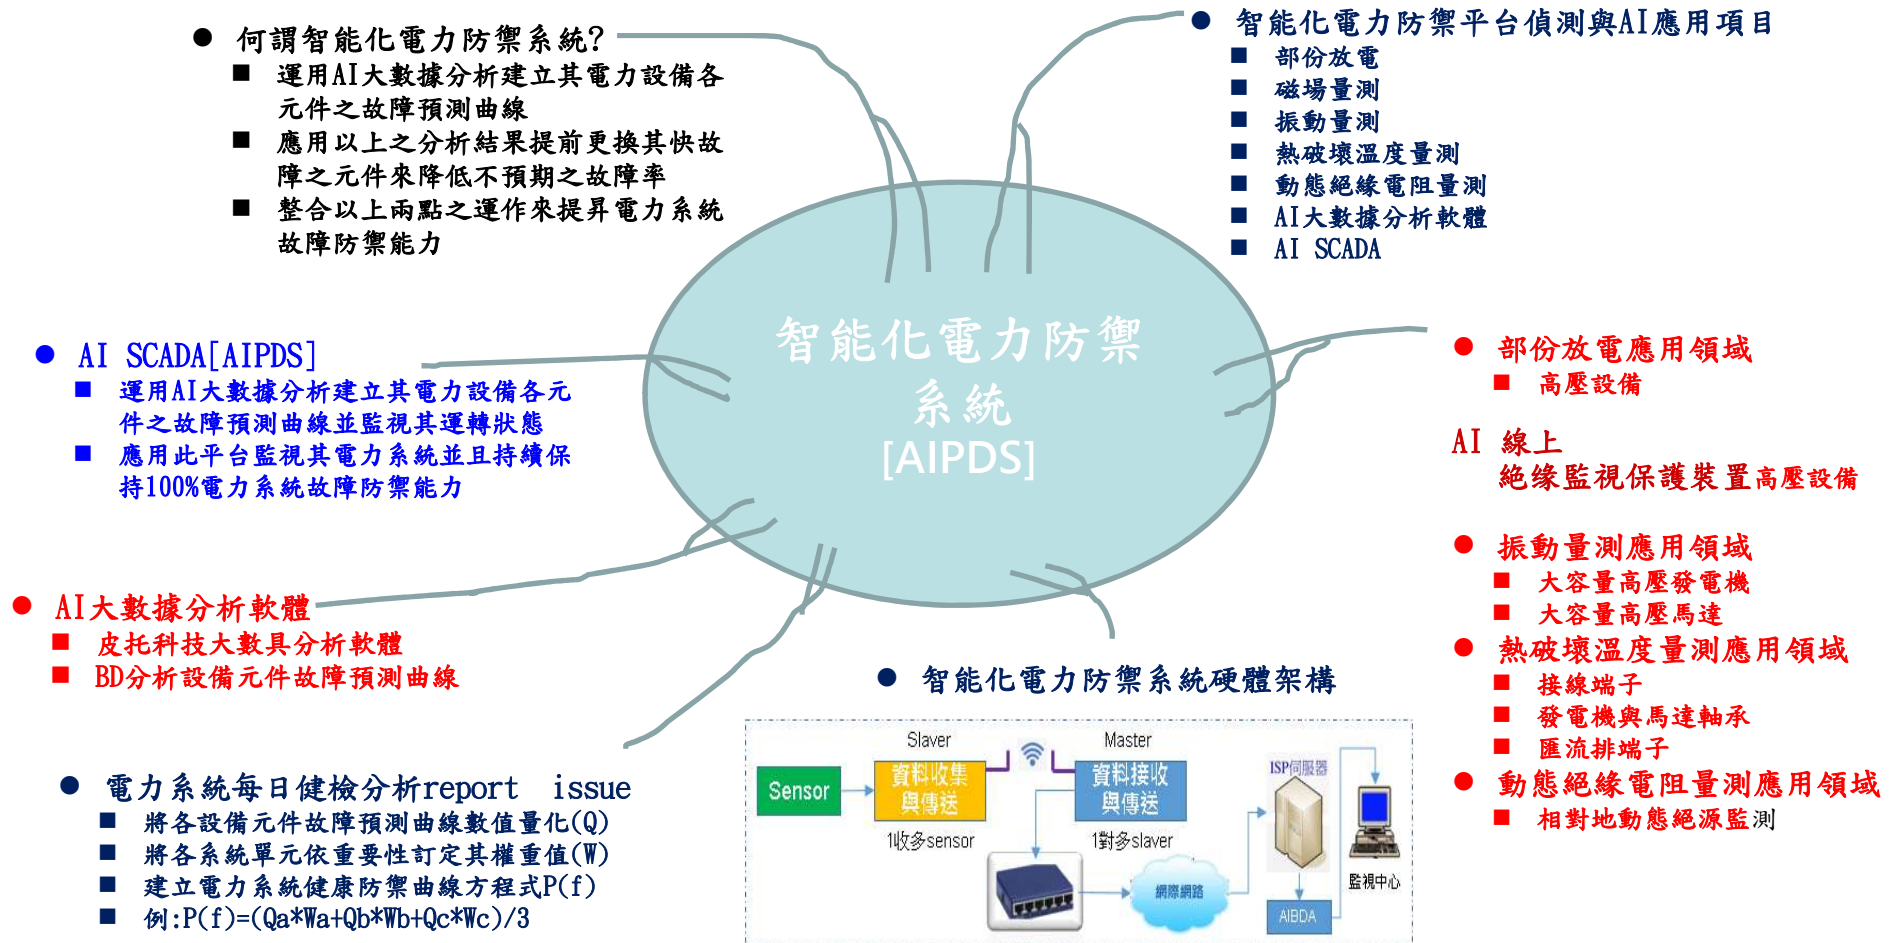 何謂智能化電力防禦系統?
運用AI大數據分析建立其電力設備各
元件之故障預測曲線
應用以上之分析結果提前更換其快故
障之元件來降低不預期之故障率
整合以上兩點之運作來提昇電力系統
故障防禦能力
智能化電力防禦平台偵測與AI應用項目
部份放電
磁場量測
振動量測
熱破壞溫度量測
動態絕緣電阻量測
AI大數據分析軟體
AI SCADA
智能化電力防禦
系統
[AIPDS]
AI SCADA[AIPDS]
運用AI大數據分析建立其電力設備各元
件之故障預測曲線並監視其運轉狀態
應用此平台監視其電力系統並且持續保
持100%電力系統故障防禦能力
部份放電應用領域
高壓設備
AI 線上
絕缘監視保護裝置高壓設備
振動量測應用領域
大容量高壓發電機
大容量高壓馬達
熱破壞溫度量測應用領域
接線端子
發電機與馬達軸承
匯流排端子
動態絕緣電阻量測應用領域
相對地動態絕源監測
AI大數據分析軟體
皮托科技大數具分析軟體
BD分析設備元件故障預測曲線
電力系統每日健檢分析report issue
將各設備元件故障預測曲線數值量化(Q)
將各系統單元依重要性訂定其權重值(W)
建立電力系統健康防禦曲線方程式P(f)
例:P(f)=(Qa*Wa+Qb*Wb+Qc*Wc)/3
智能化電力防禦系統硬體架構
Slaver
Master
Sensor
資料收集
與傳送
資料接收
與傳送
ISP伺服器
1收多sensor
1對多slaver
網際網路
監視中心
AIBDA